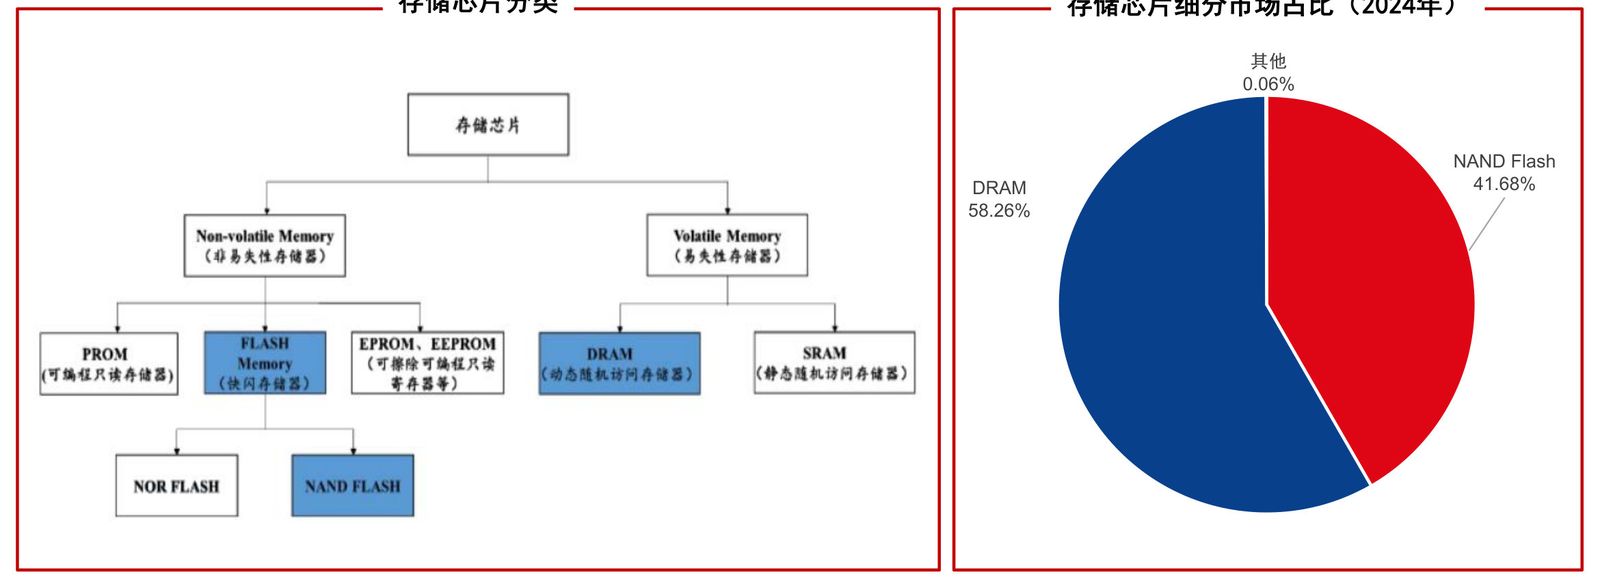 存储芯片分类
存储芯片
Non-volatile Memory
（非易失性存储器）
Volatile Memory
（易失性存储器）
PROM
(可编程只读存储器)
FLASH
Memory
（快闪存储器）
EPROM、EEPROM
（可擦除可编程只读
寄存器等）
DRAM
（动态随机访问存储器）
SRAM
（静态随机访问存储器）
NOR FLASH
NAND FLASH
存储芯片细分市场占比（2024年）
其他
0.06%
NAND Flash
41.68%
DRAM
58.26%